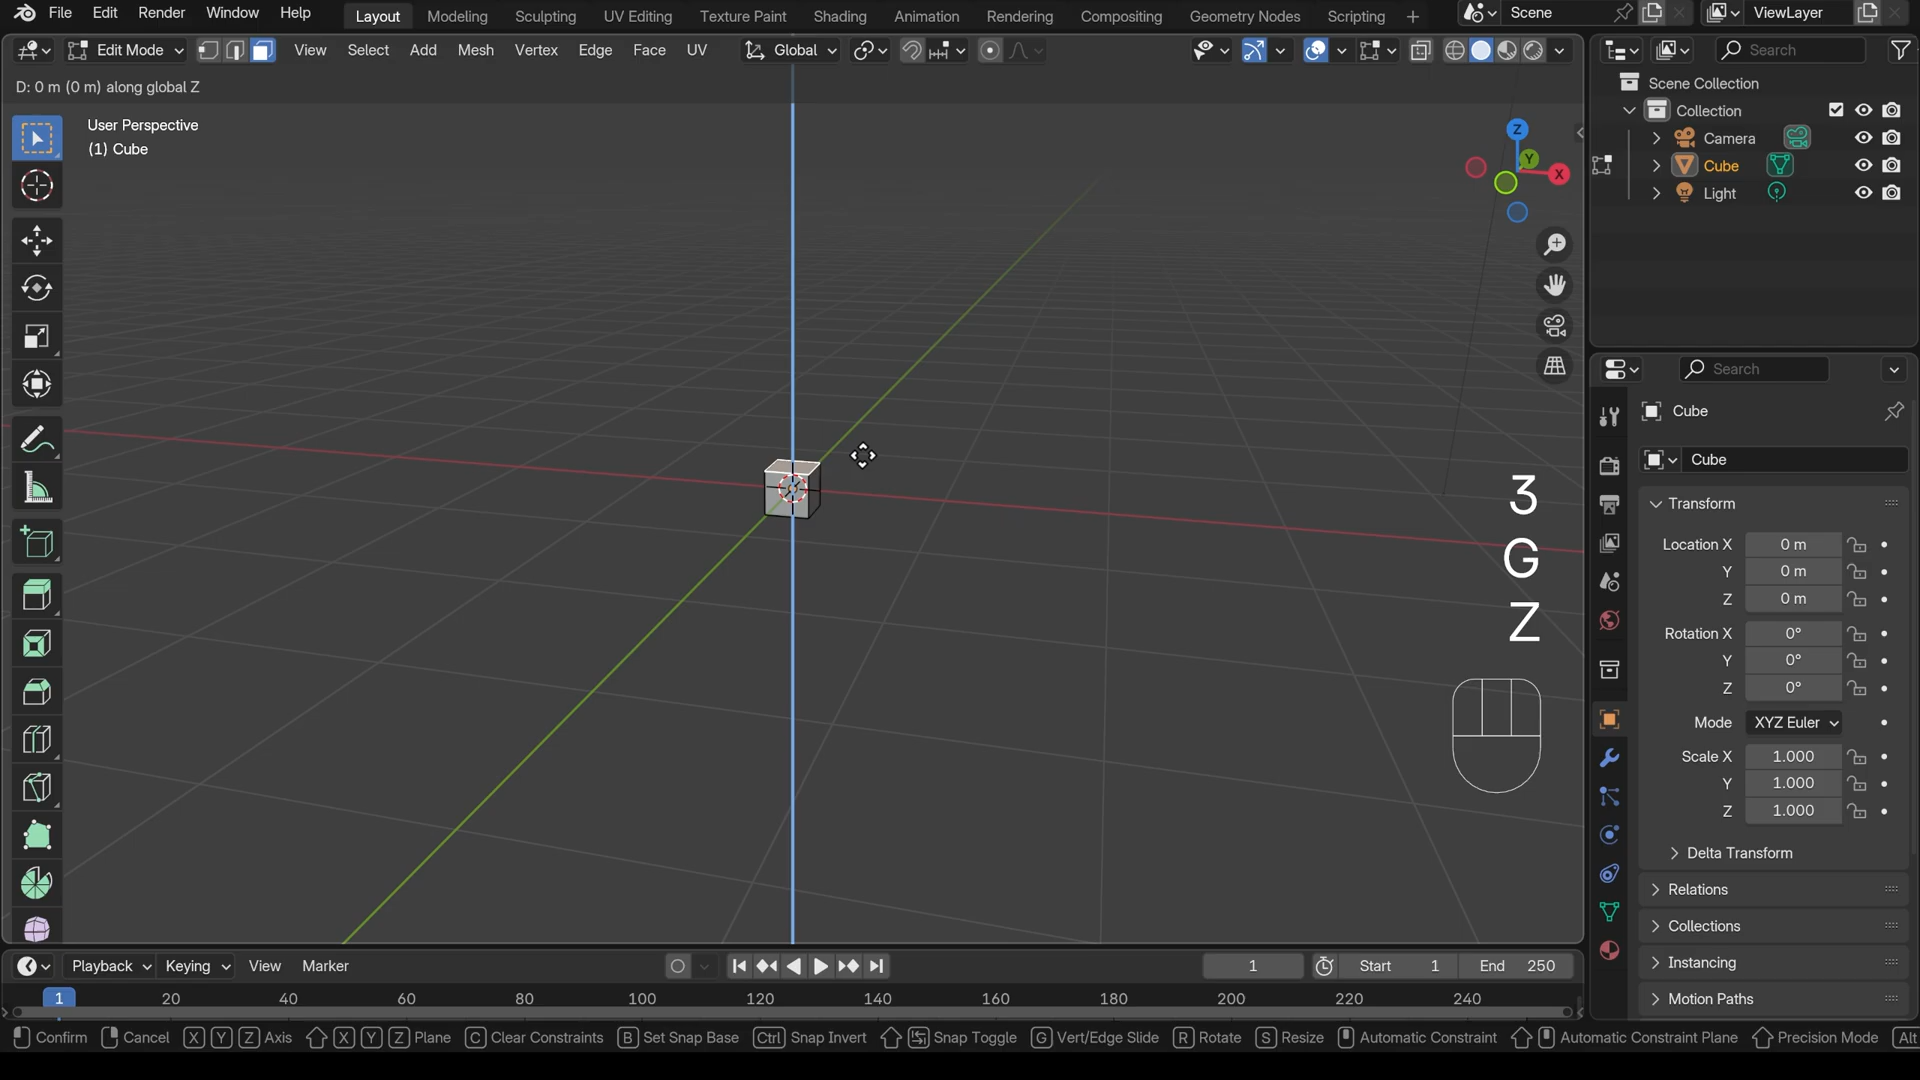 File Edit Render Window Help Layout Modeling Sculpting UV Editing Texture Paint Shading Animation Rendering Compositing Geometry Nodes Scripting + Scene ViewLayer
Edit Mode View Select Add Mesh Vertex Edge Face UV Global Search
D: 0 m (0 m) along global Z
User Perspective
(1) Cube
Z
Y
X
Scene Collection
Collection
Camera
Cube
Light
Search
Cube
Cube
Transform
Location X 0 m
Y 0 m
Z 0 m
Rotation X 0°
Y 0°
Z 0°
Mode XYZ Euler
Scale X 1.000
Y 1.000
Z 1.000
Delta Transform
Relations
Collections
Instancing
Motion Paths
3
G
Z
Playback Keying View Marker 1 Start 1 End 250
1 20 40 60 80 100 120 140 160 180 200 220 240
Confirm Cancel X Y Z Axis X Y Z Plane C Clear Constraints B Set Snap Base Ctrl Snap Invert Snap Toggle G Vert/Edge Slide R Rotate S Resize Automatic Constraint Automatic Constraint Plane Precision Mode Alt